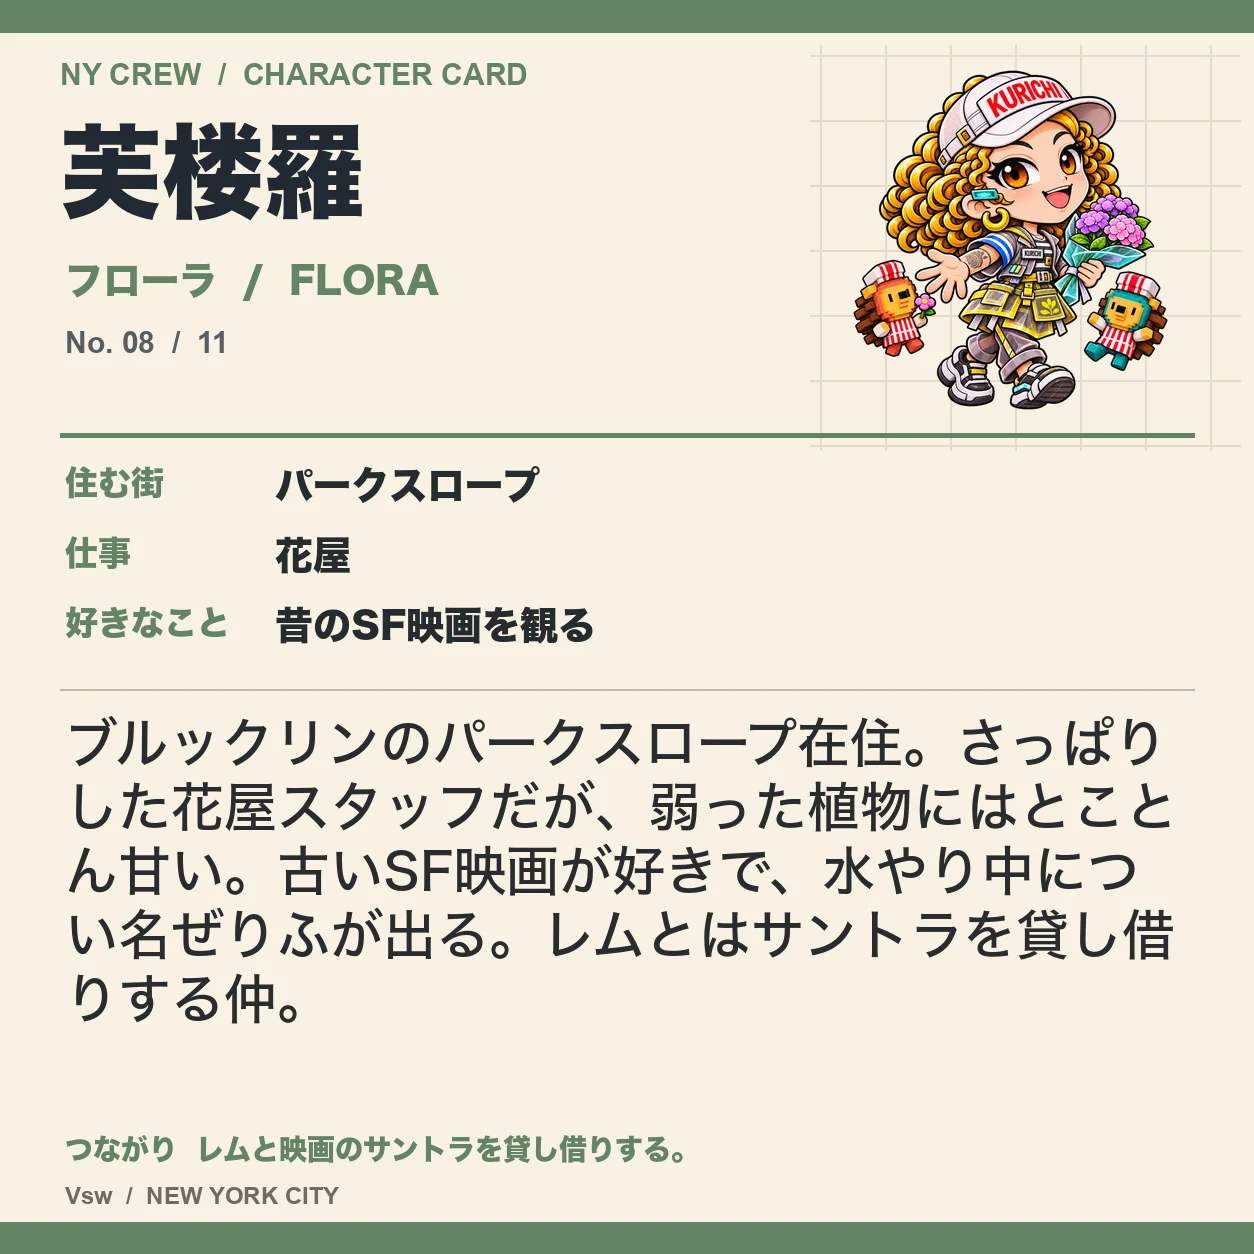 NY CREW / CHARACTER CARD
KURICHI
芙楼羅
フローラ / FLORA
KURICHI
No. 08 / 11
住む街 パークスロープ
仕事 花屋
好きなこと 昔のSF映画を観る
ブルックリンのパークスロープ在住。さっぱり
した花屋スタッフだが、弱った植物にはとこと
ん甘い。古いSF映画が好きで、水やり中につ
い名ぜりふが出る。レムとはサントラを貸し借
りする仲。
つながり レムと映画のサントラを貸し借りする。
Vsw / NEW YORK CITY